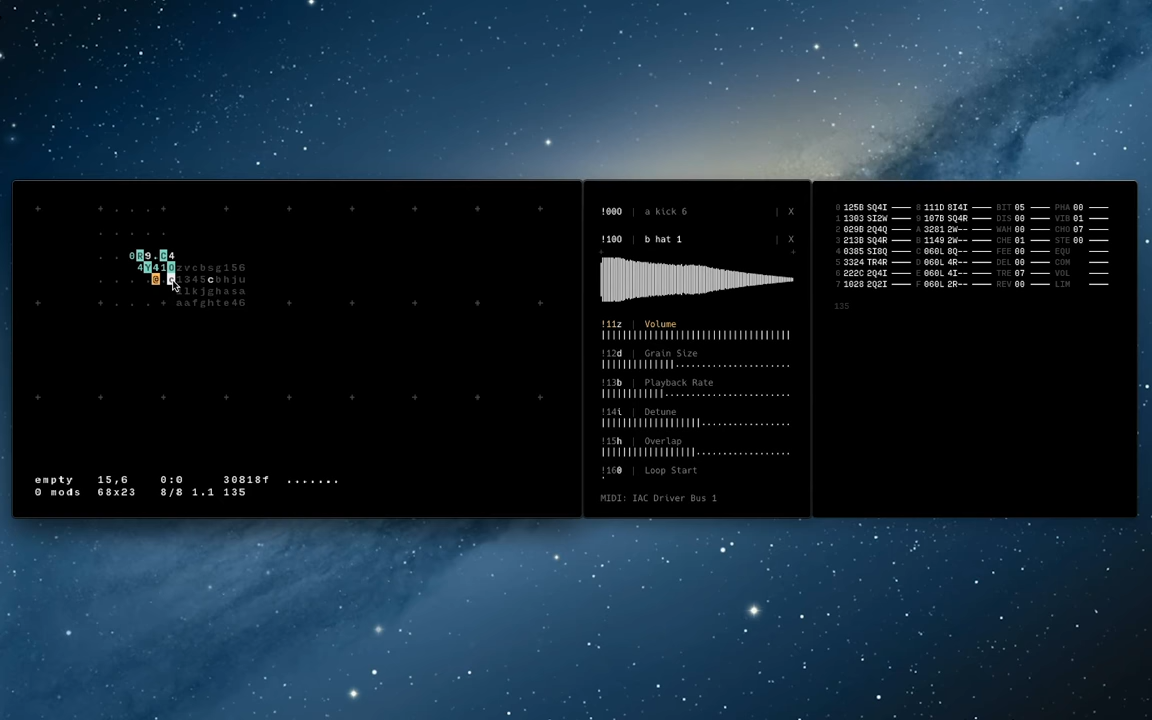 0R9.C4
4Y41Ozvcbsg156
@.e1345cbhju
zlkjghasa
aafghte46
empty 15,6 0:0 30818f .......
0 mods 68x23 8/8 1.1 135
!000 | a kick 6 | X
!100 | b hat 1 | X
!11z | Volume
!12d | Grain Size
!13b | Playback Rate
!14i | Detune
!15h | Overlap
!160 | Loop Start
MIDI: IAC Driver Bus 1
0 125B SQ4I 8 111D 8I4I BIT 05 PHA 00
1 1303 SI2W 9 107B SQ4R DIS 00 VIB 01
2 029B 2Q4Q A 3281 2W-- WAH 00 CHO 07
3 213B SQ4R B 1149 2W-- CHE 01 STE 00
4 0385 SI8Q C 060L 8Q-- FEE 00 EQU
5 3324 TR4R D 060L 4R-- DEL 00 COM
6 222C 2Q4I E 060L 4I-- TRE 07 VOL
7 1028 2Q2I F 060L 2R-- REV 00 LIM
135